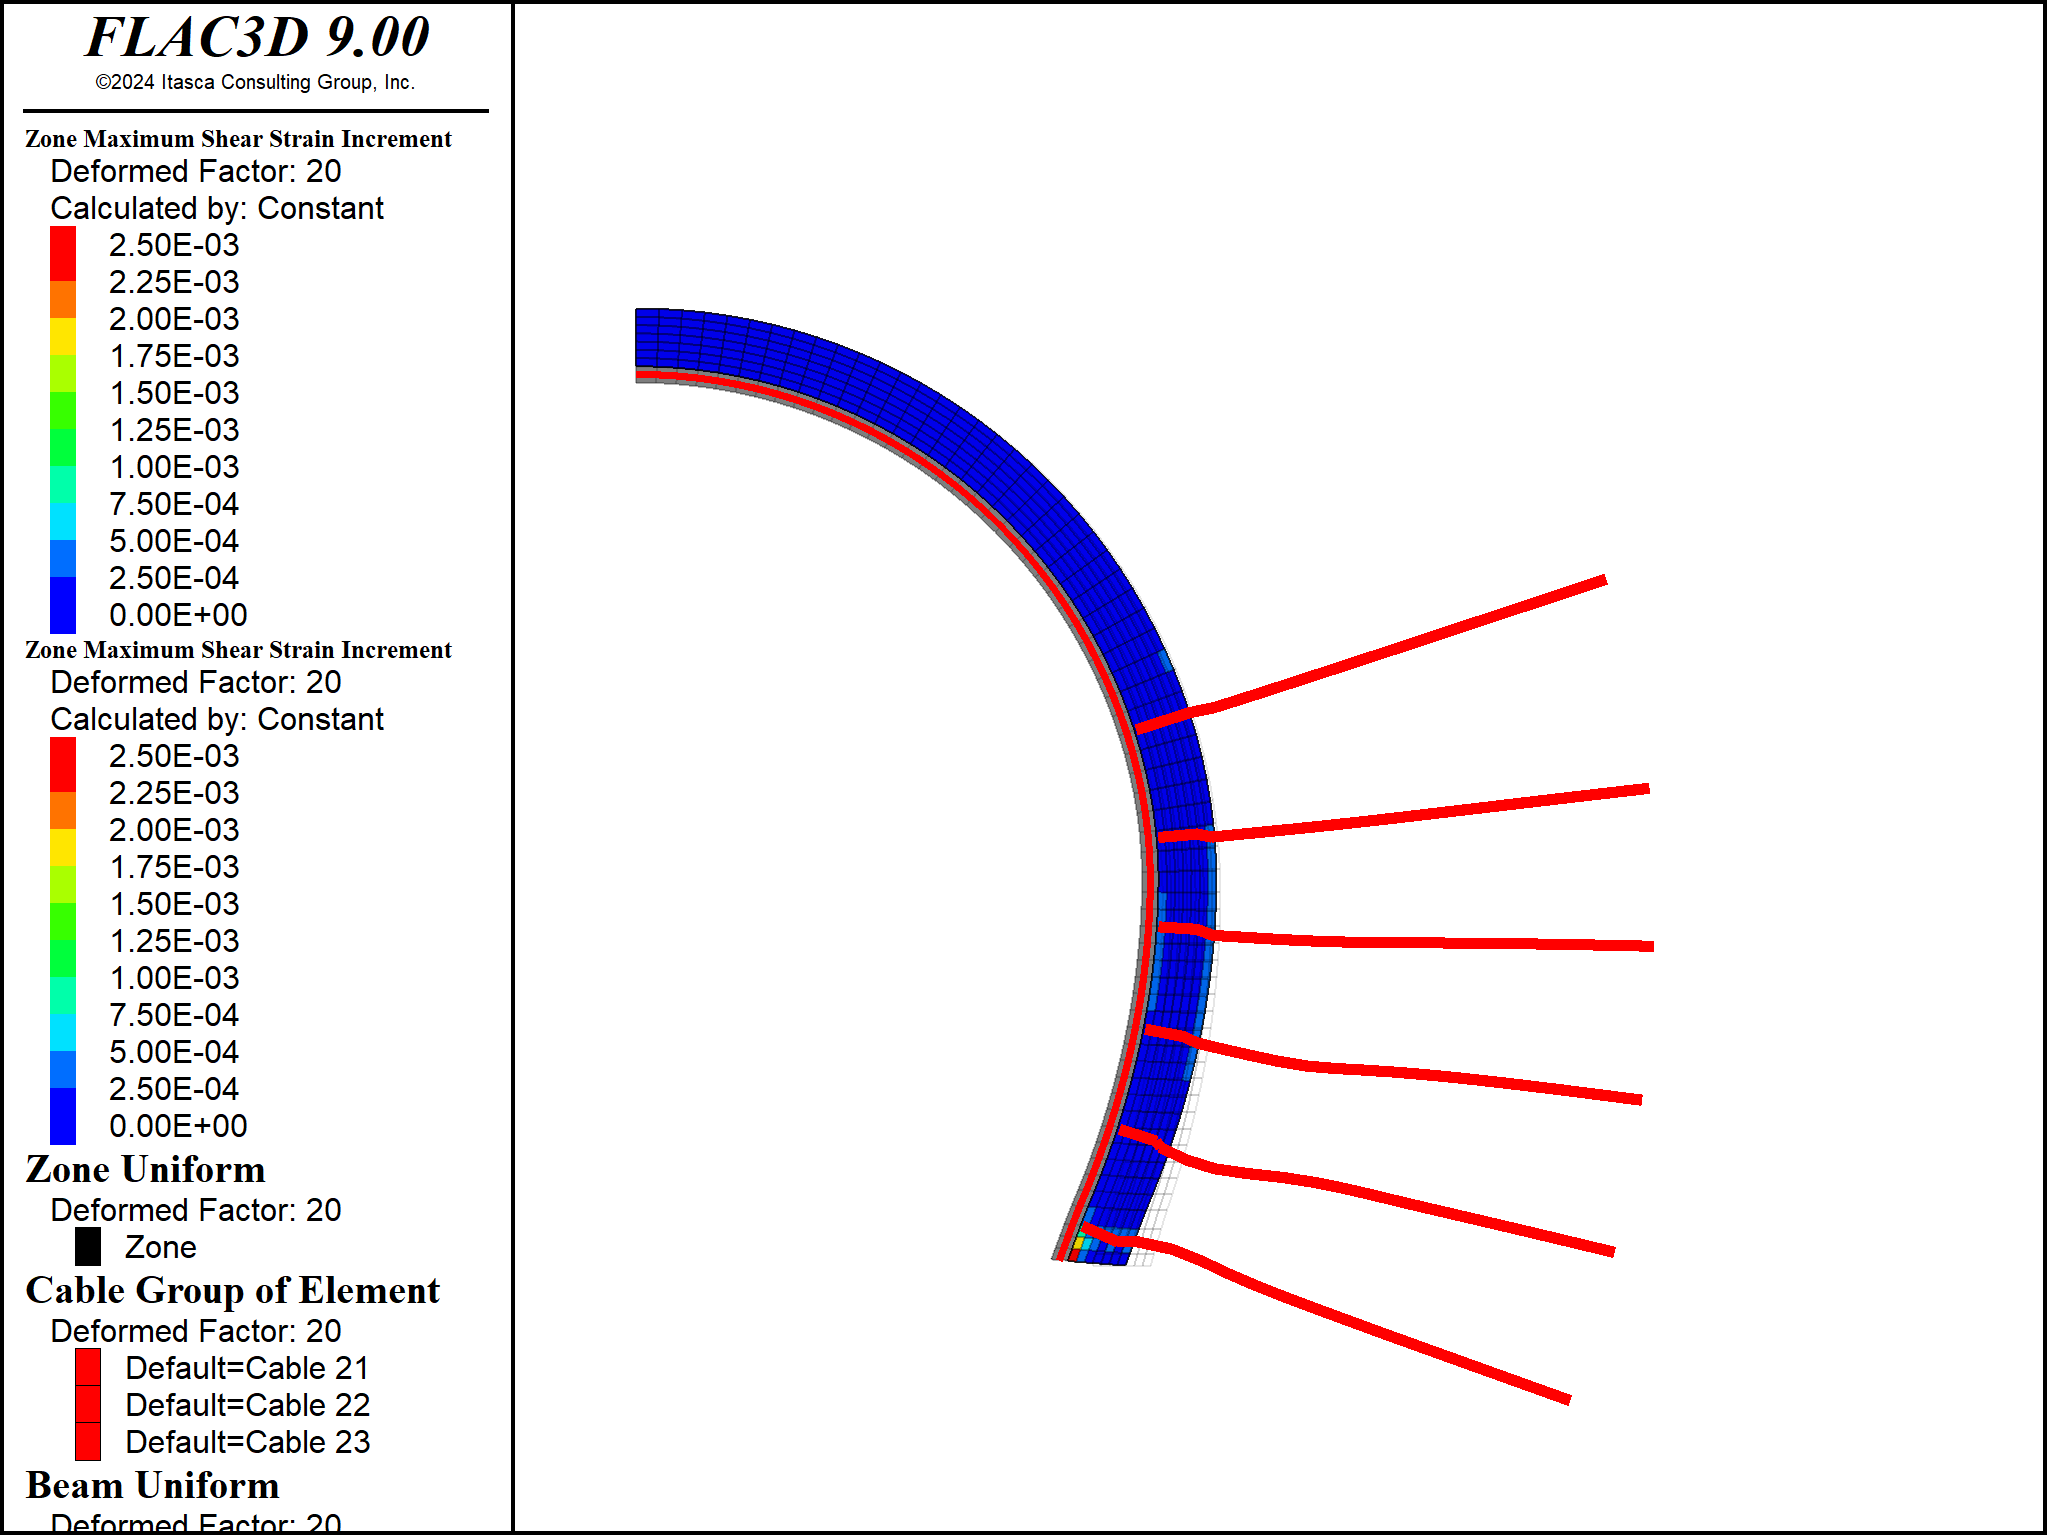 FLAC3D 9.00
©2024 Itasca Consulting Group, Inc.
Zone Maximum Shear Strain Increment
Deformed Factor: 20
Calculated by: Constant
2.50E-03
2.25E-03
2.00E-03
1.75E-03
1.50E-03
1.25E-03
1.00E-03
7.50E-04
5.00E-04
2.50E-04
0.00E+00
Zone Maximum Shear Strain Increment
Deformed Factor: 20
Calculated by: Constant
2.50E-03
2.25E-03
2.00E-03
1.75E-03
1.50E-03
1.25E-03
1.00E-03
7.50E-04
5.00E-04
2.50E-04
0.00E+00
Zone Uniform
Deformed Factor: 20
Zone
Cable Group of Element
Deformed Factor: 20
Default=Cable 21
Default=Cable 22
Default=Cable 23
Beam Uniform
Deformed Factor: 20